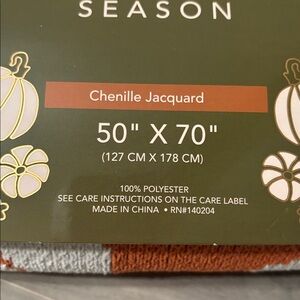 SEASON
Chenille Jacquard
50" X 70"
(127 CM X 178 CM)
100% POLYESTER
SEE CARE INSTRUCTIONS ON THE CARE LABEL
MADE IN CHINA • RN#140204